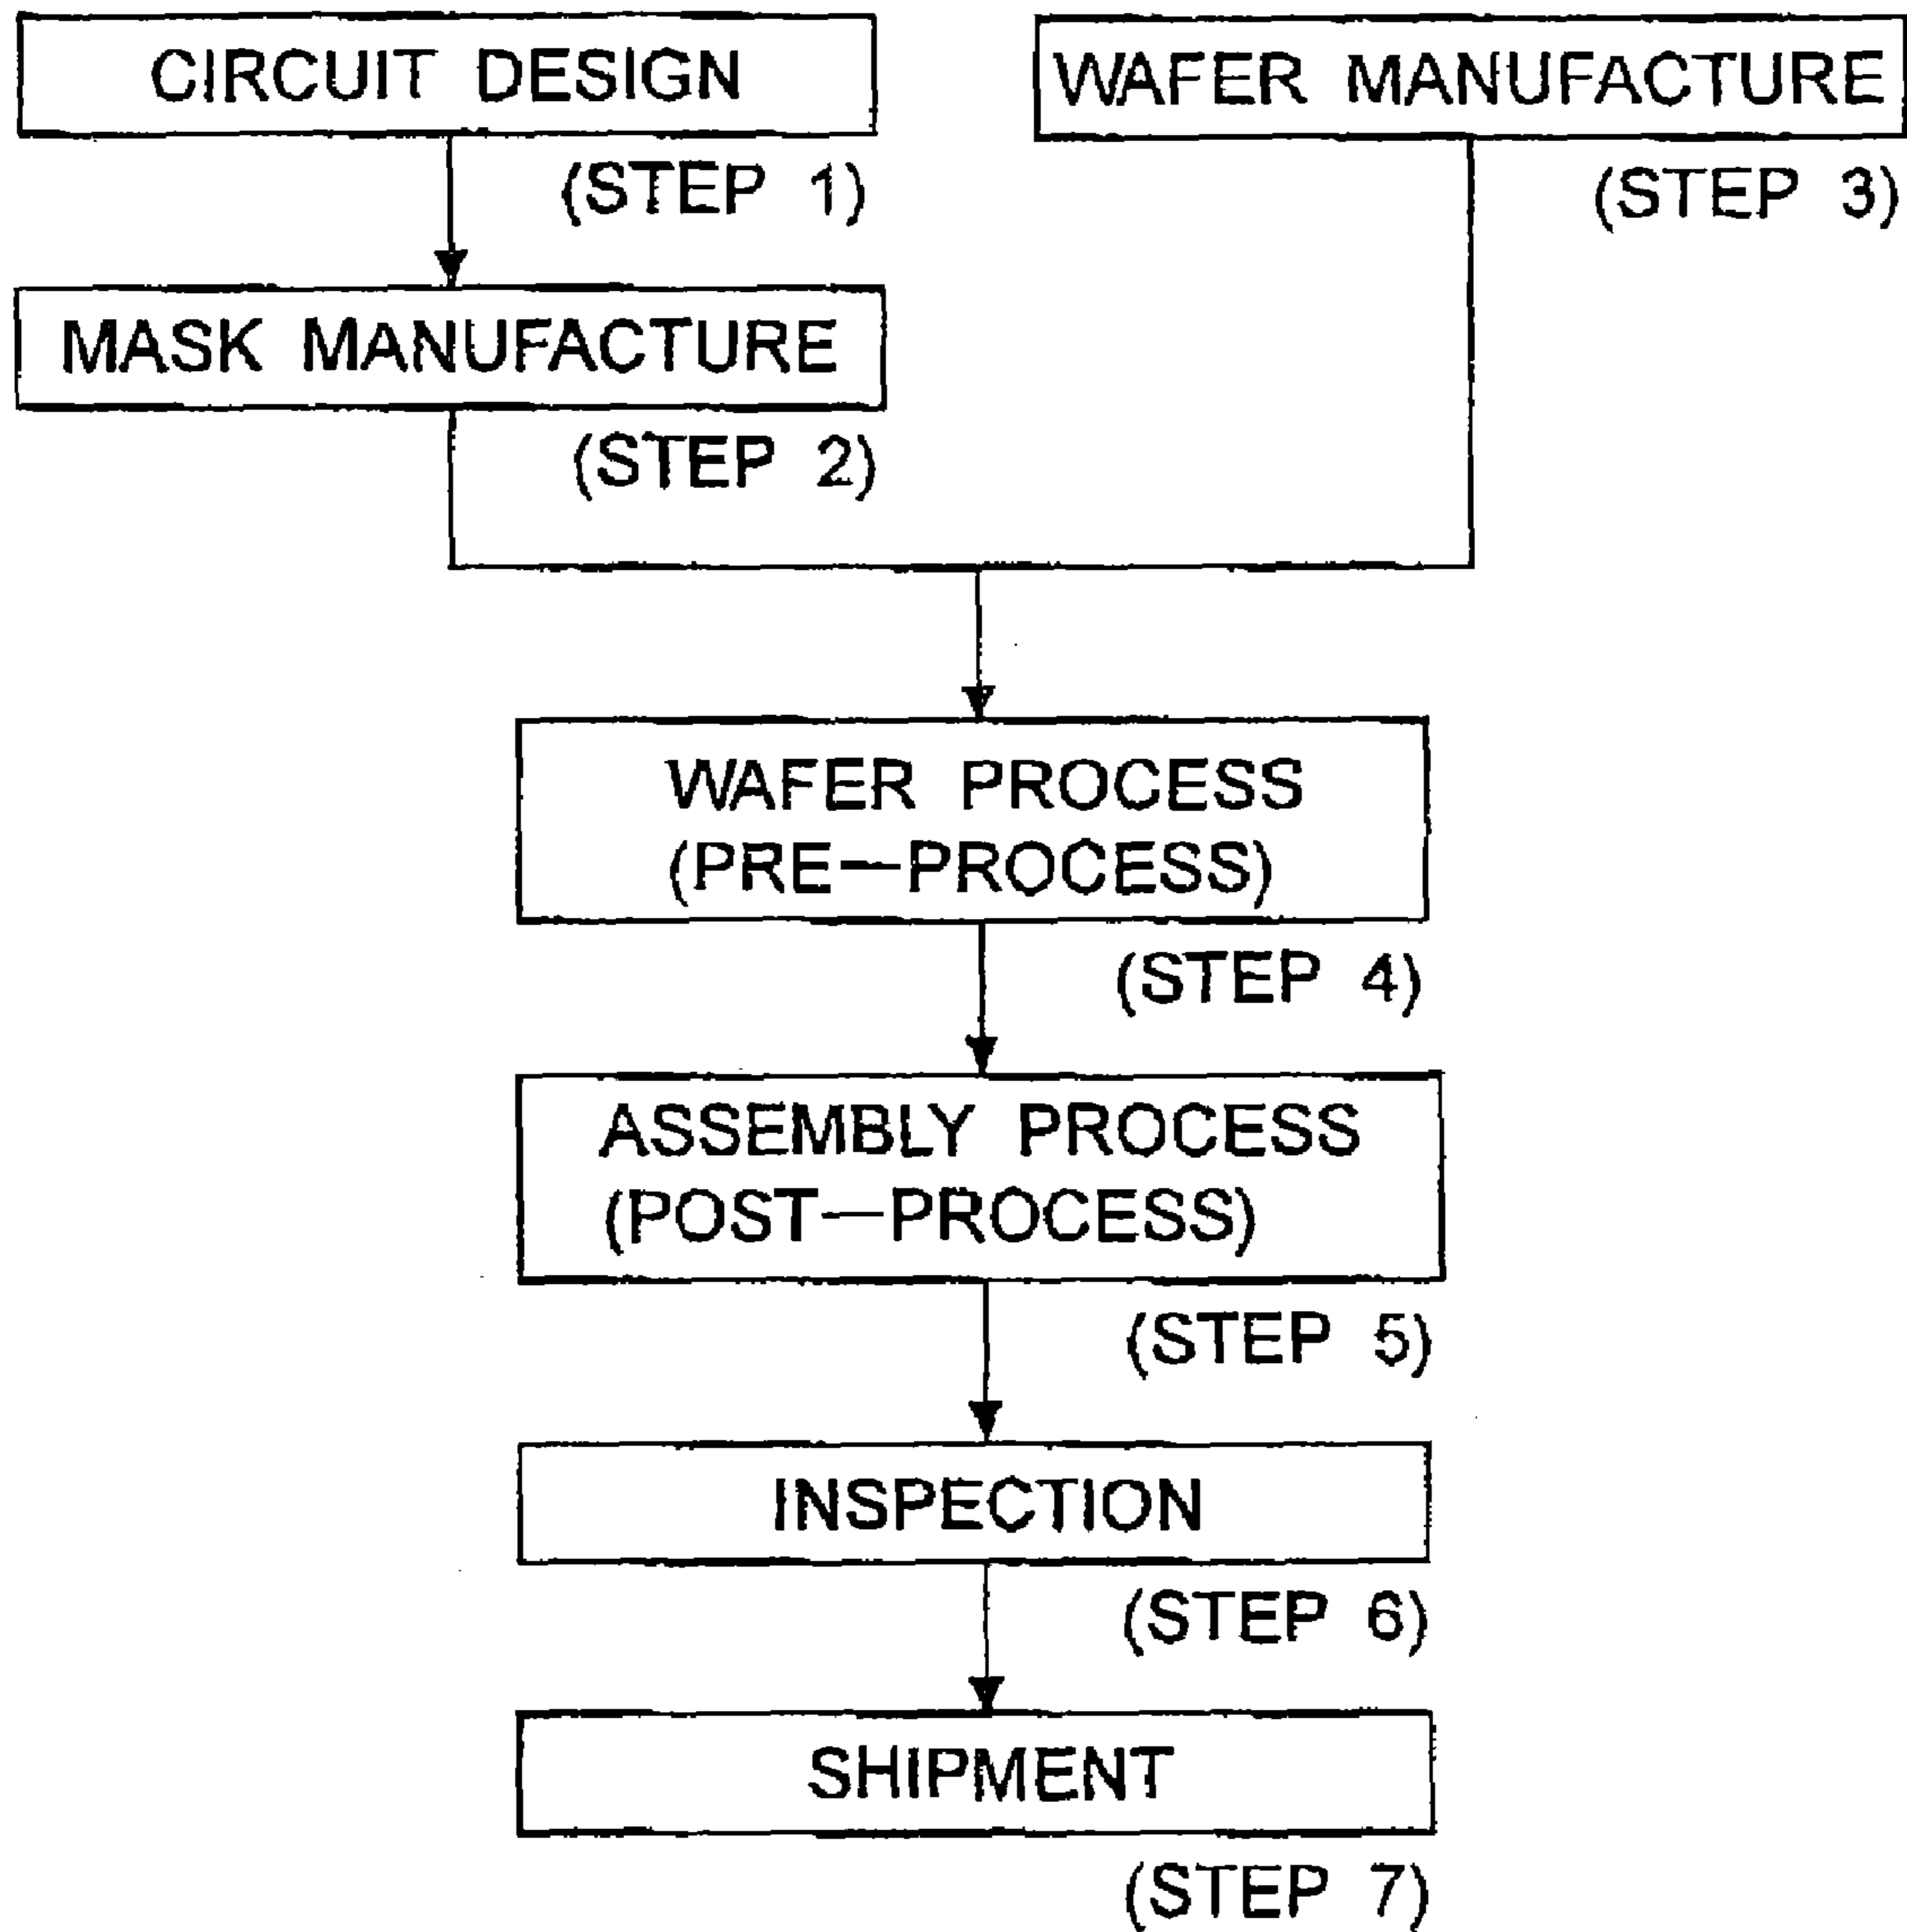 CIRCUIT DESIGN
(STEP 1)
WAFER MANUFACTURE
(STEP 3)
MASK MANUFACTURE
(STEP 2)
WAFER PROCESS
(PRE—PROCESS)
(STEP 4)
ASSEMBLY PROCESS
(POST—PROCESS)
(STEP 5)
INSPECTION
(STEP 6)
SHIPMENT
(STEP 7)